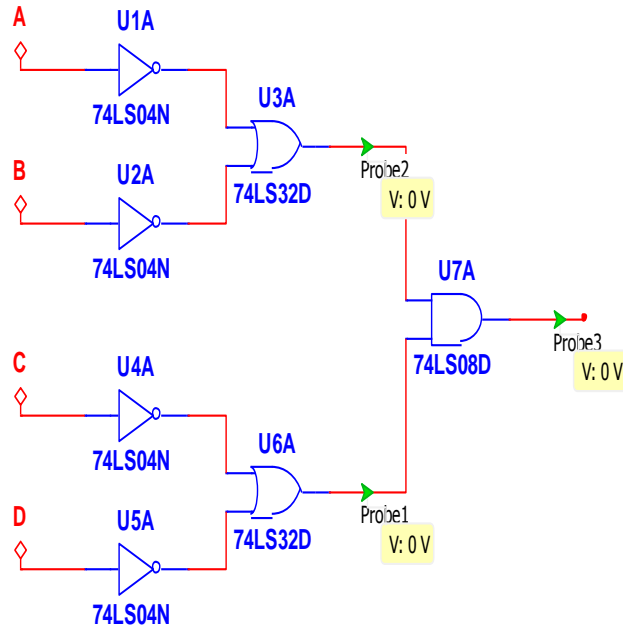 A
U1A
74LS04N
U3A
74LS32D
Probe2
V: 0 V
B
U2A
74LS04N
U7A
74LS08D
Probe3
V: 0 V
C
U4A
74LS04N
U6A
74LS32D
Probe1
V: 0 V
D
U5A
74LS04N